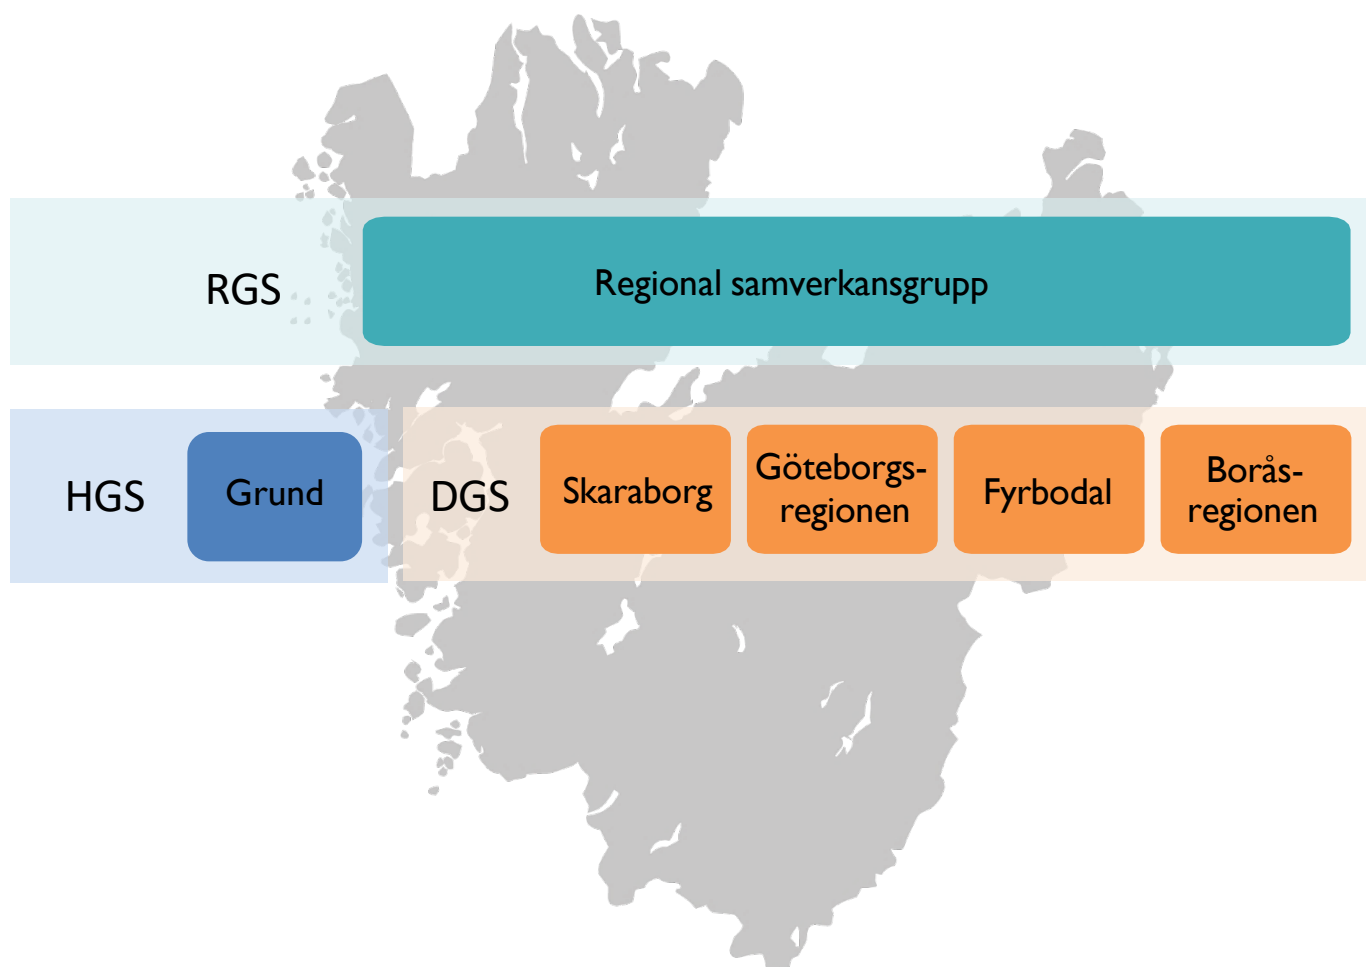 RGS
Regional samverkansgrupp
HGS
Grund
DGS
Skaraborg
Göteborgs-
regionen
Fyrbodal
Borås-
regionen